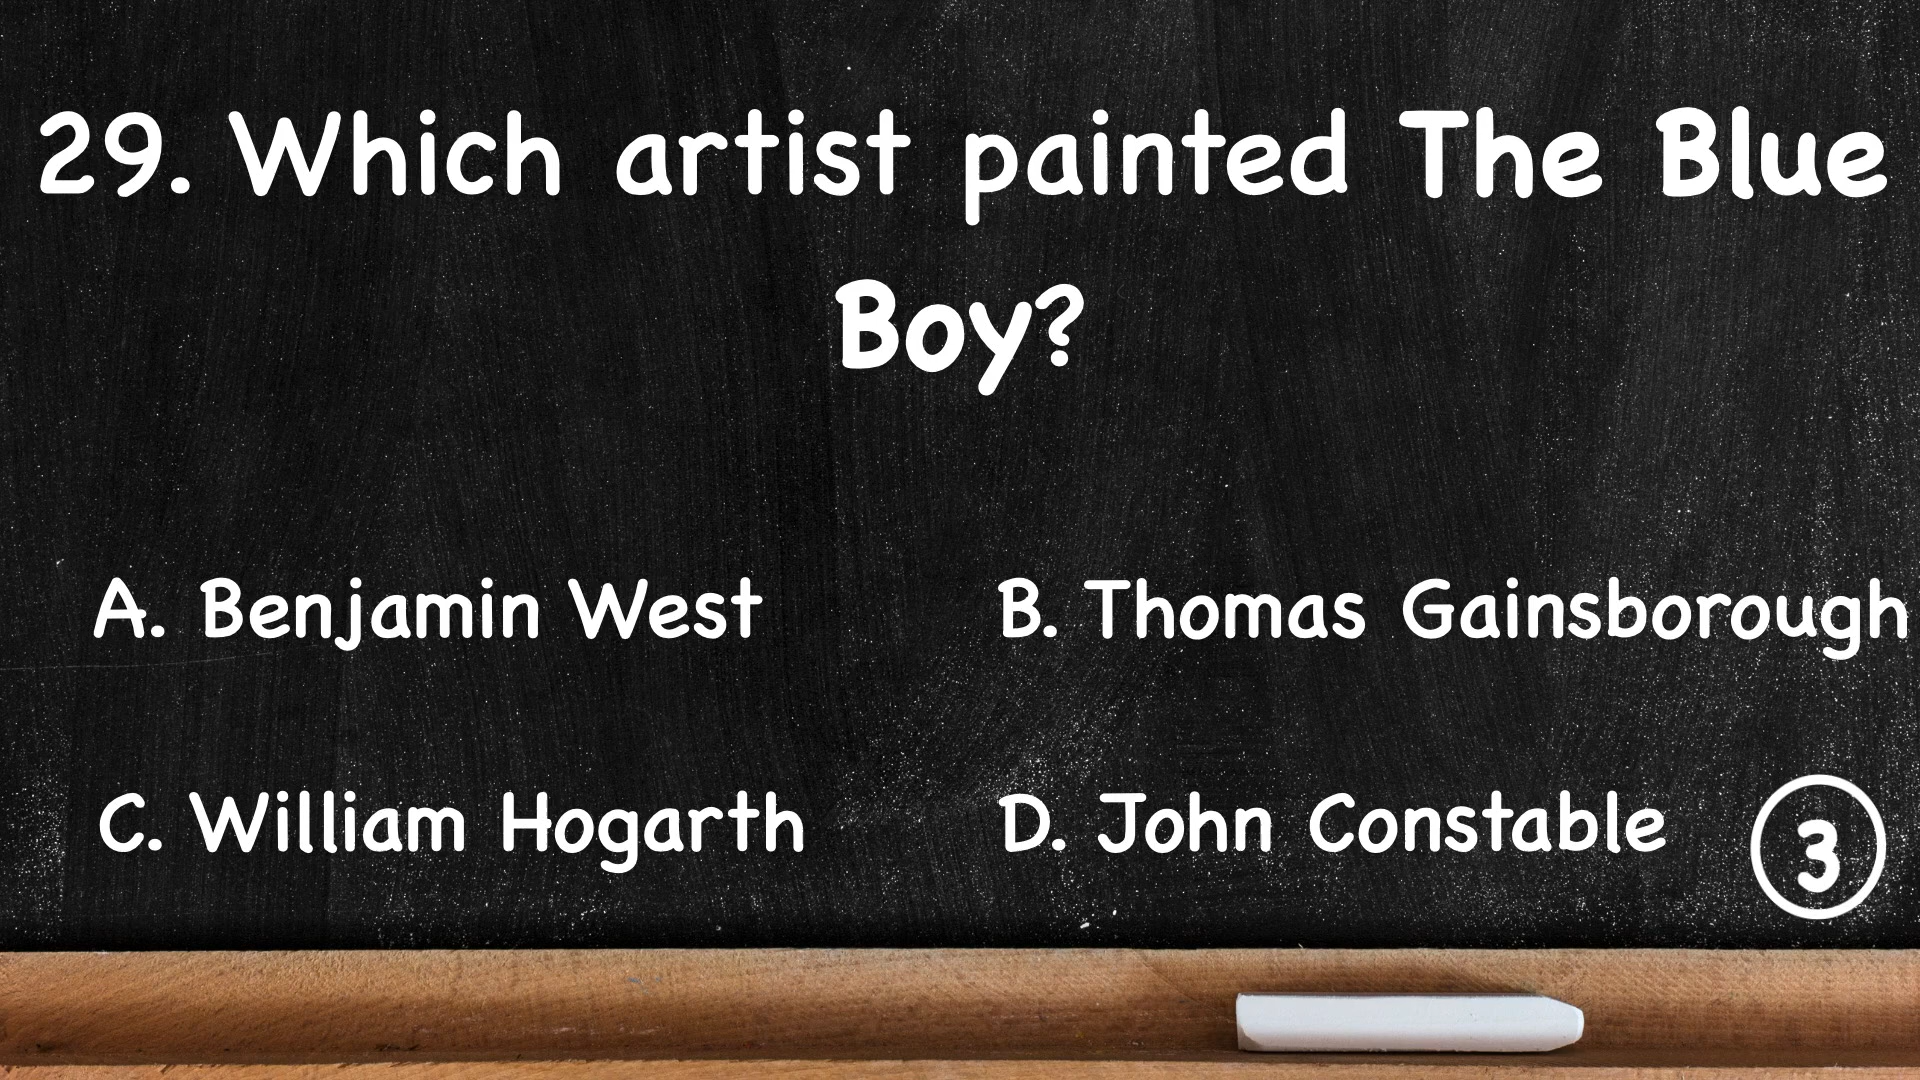 29. Which artist painted The Blue
Boy?
A. Benjamin West
B. Thomas Gainsborough
C. William Hogarth
D. John Constable
3